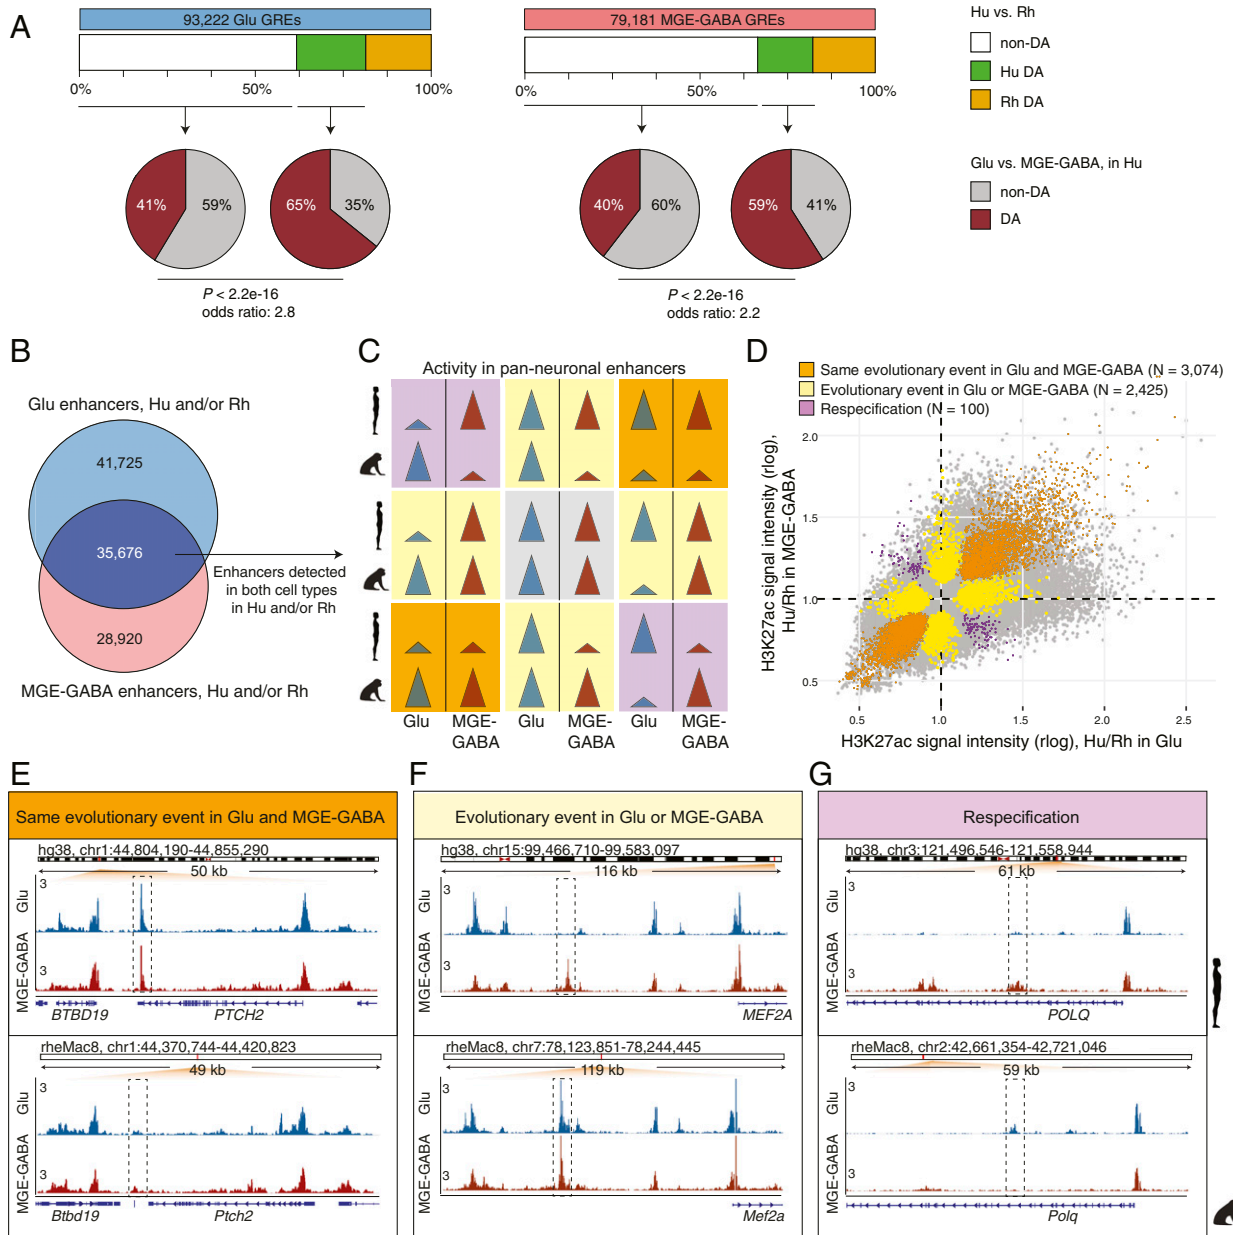 A
93,222 Glu GREs
0%
50%
100%
41%
59%
65%
35%
P < 2.2e-16
odds ratio: 2.8
79,181 MGE-GABA GREs
0%
50%
100%
40%
60%
59%
41%
P < 2.2e-16
odds ratio: 2.2
Hu vs. Rh
non-DA
Hu DA
Rh DA
Glu vs. MGE-GABA, in Hu
non-DA
DA
B
Glu enhancers, Hu and/or Rh
41,725
35,676
28,920
MGE-GABA enhancers, Hu and/or Rh
Enhancers detected
in both cell types
in Hu and/or Rh
C
Activity in pan-neuronal enhancers
Glu
MGE-
GABA
Glu
MGE-
GABA
Glu
MGE-
GABA
D
Same evolutionary event in Glu and MGE-GABA (N = 3,074)
Evolutionary event in Glu or MGE-GABA (N = 2,425)
Respecification (N = 100)
H3K27ac signal intensity (rlog),
Hu/Rh in MGE-GABA
2.0
1.5
1.0
0.5
0.5
1.0
1.5
2.0
2.5
H3K27ac signal intensity (rlog), Hu/Rh in Glu
E
Same evolutionary event in Glu and MGE-GABA
hg38, chr1:44,804,190-44,855,290
50 kb
Glu
3
MGE-GABA
3
BTBD19
PTCH2
rheMac8, chr1:44,370,744-44,420,823
49 kb
Glu
3
MGE-GABA
3
Btbd19
Ptch2
F
Evolutionary event in Glu or MGE-GABA
hg38, chr15:99,466,710-99,583,097
116 kb
Glu
3
MGE-GABA
3
MEF2A
rheMac8, chr7:78,123,851-78,244,445
119 kb
Glu
3
MGE-GABA
3
Mef2a
G
Respecification
hg38, chr3:121,496,546-121,558,944
61 kb
Glu
3
MGE-GABA
3
POLQ
rheMac8, chr2:42,661,354-42,721,046
59 kb
Glu
3
MGE-GABA
3
Polq